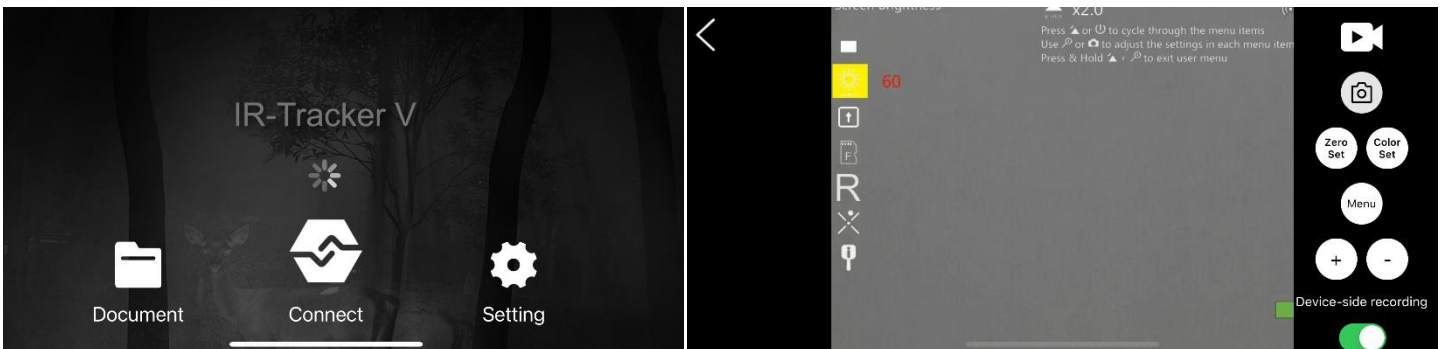 IR-Tracker V
Document
Connect
Setting
Screen Brightness
x2.0
Press or to cycle through the menu items
Use or to adjust the settings in each menu item
Press & Hold + to exit user menu
60
F
R
Zero
Set
Color
Set
Menu
+
-
Device-side recording